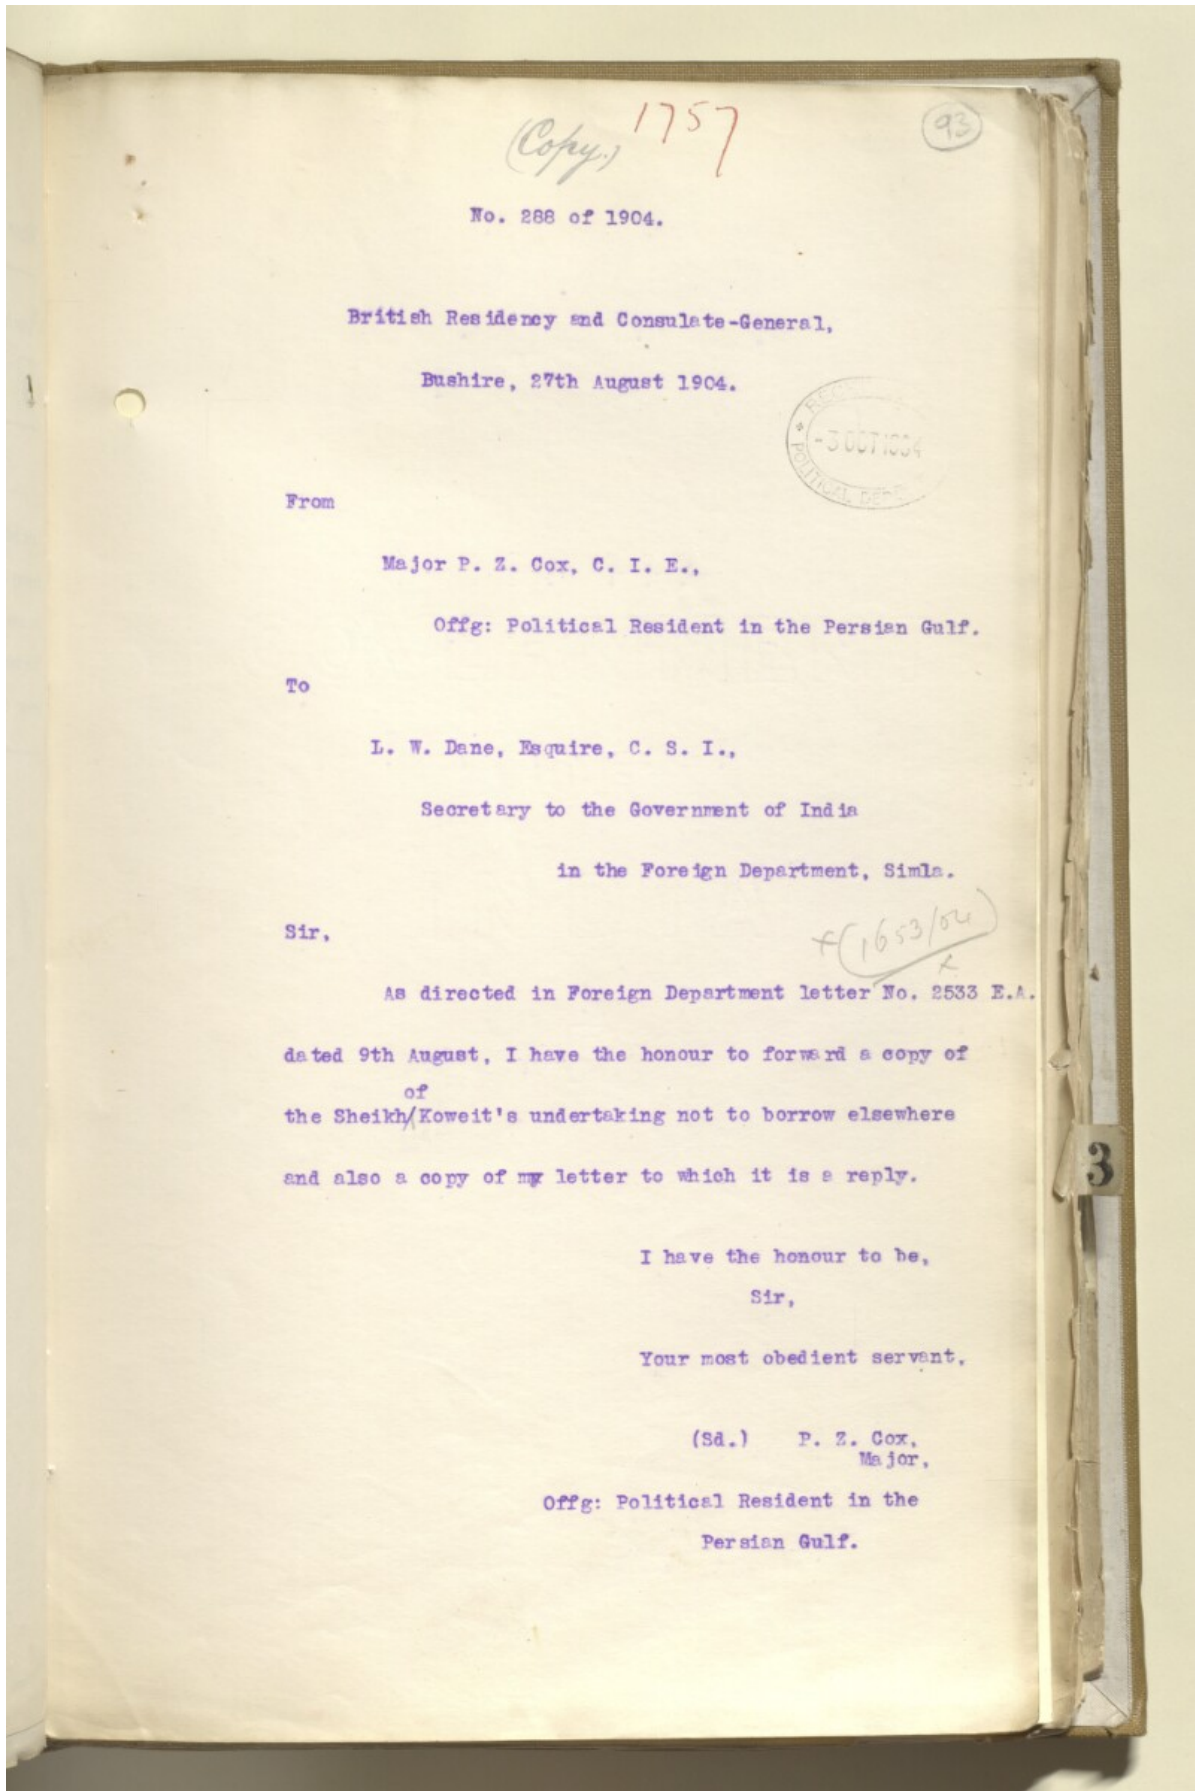 (Copy.) 1757
93
No. 288 of 1904.
British Residency and Consulate-General,
Bushire, 27th August 1904.
- 3 OCT 1904
POLITICAL DEPT
From
Major P. Z. Cox, C. I. E.,
Offg: Political Resident in the Persian Gulf.
To
L. W. Dane, Esquire, C. S. I.,
Secretary to the Government of India
in the Foreign Department, Simla.
+(1653/04)
Sir,
x
As directed in Foreign Department letter No. 2533 E.A.
dated 9th August, I have the honour to forward a copy of
of
the Sheikh/Koweit's undertaking not to borrow elsewhere
and also a copy of my letter to which it is a reply.
I have the honour to be,
Sir,
Your most obedient servant,
(Sd.) P. Z. Cox,
Major,
Offg: Political Resident in the
Persian Gulf.
3